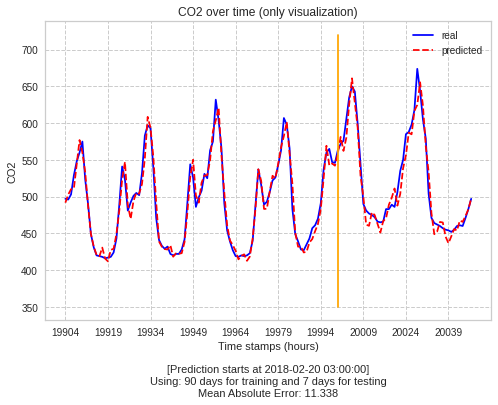 CO2 over time (only visualization)
real
predicted
700
650
600
550
500
450
400
350
CO2
19904 19919 19934 19949 19964 19979 19994 20009 20024 20039
Time stamps (hours)
[Prediction starts at 2018-02-20 03:00:00]
Using: 90 days for training and 7 days for testing
Mean Absolute Error: 11.338